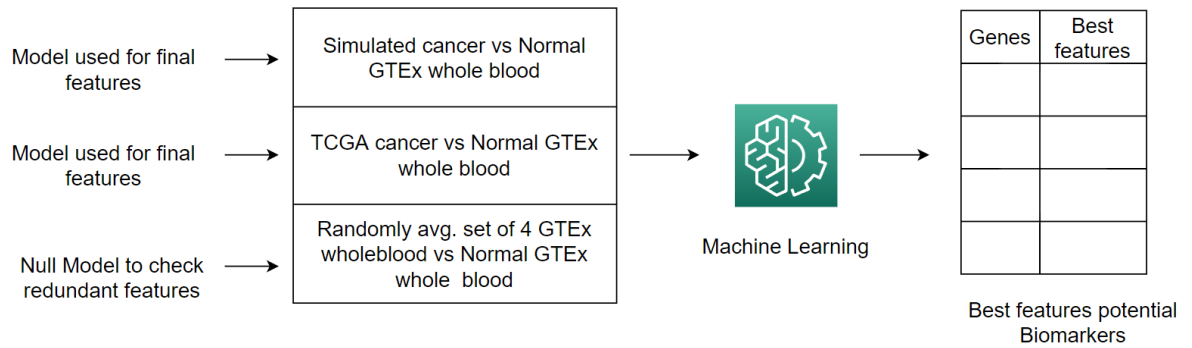 Model used for final
features
Simulated cancer vs Normal
GTEx whole blood
Model used for final
features
TCGA cancer vs Normal GTEx
whole blood
Null Model to check
redundant features
Randomly avg. set of 4 GTEx
wholeblood vs Normal GTEx
whole blood
Machine Learning
Genes
Best
features
Best features potential
Biomarkers